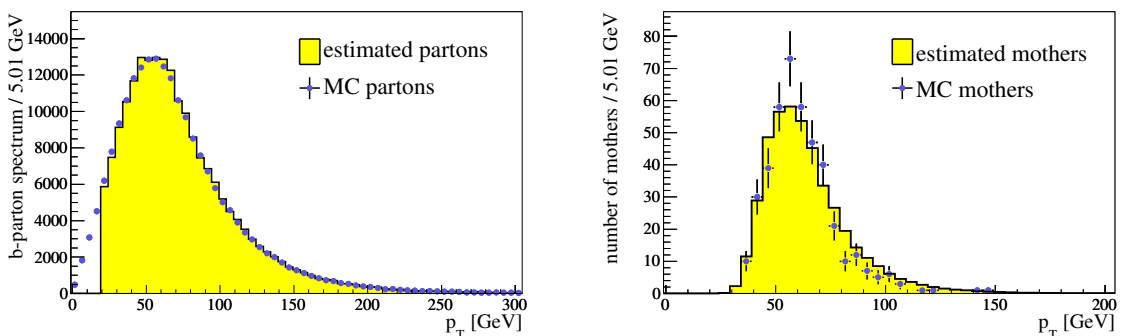 b-parton spectrum / 5.01 GeV
14000
12000
10000
8000
6000
4000
2000
0
0 50 100 150 200 250 300
p_T [GeV]
estimated partons
MC partons
number of mothers / 5.01 GeV
80
70
60
50
40
30
20
10
0
0 50 100 150 200
p_T [GeV]
estimated mothers
MC mothers